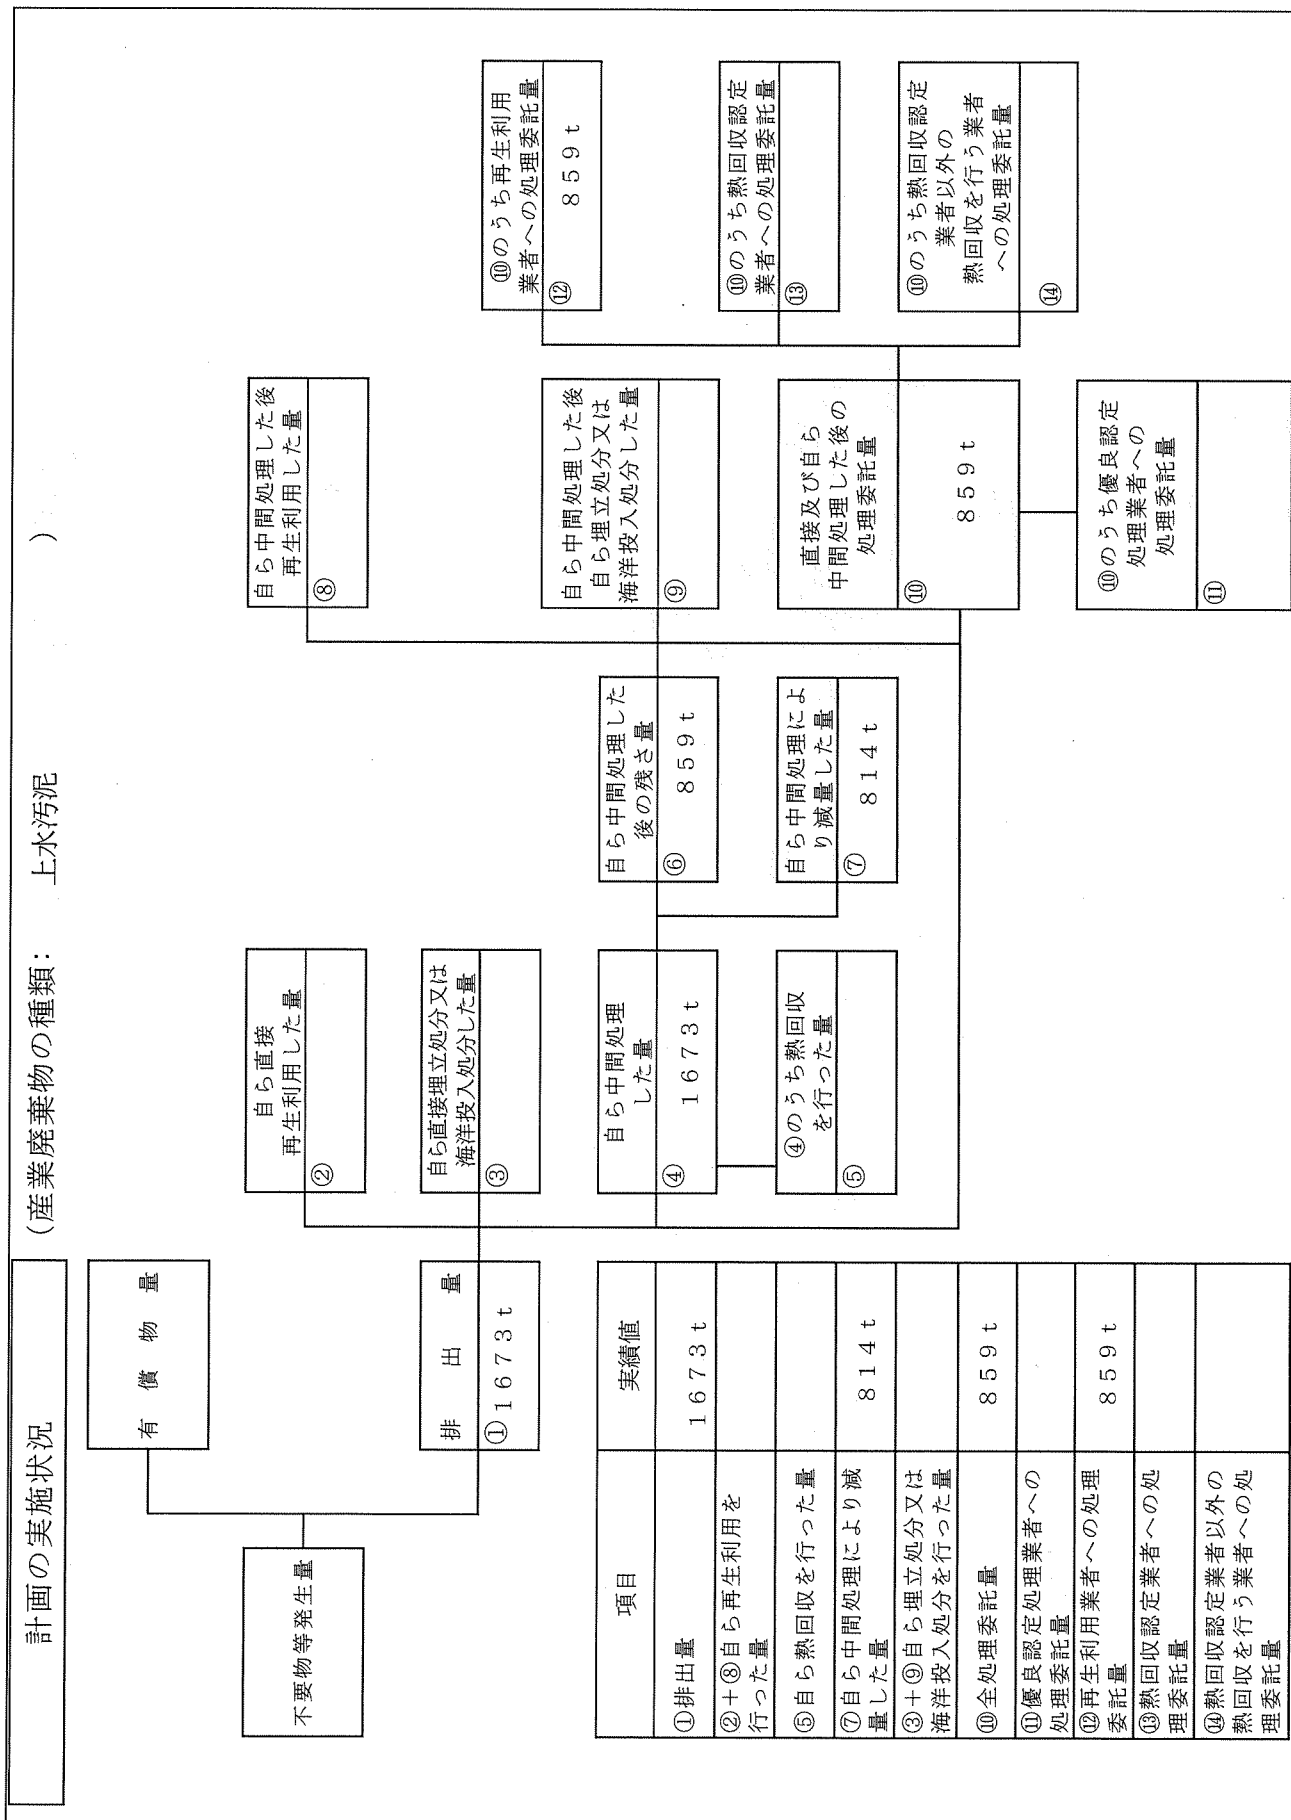 計画の実施状況
(産業廃棄物の種類: 上水汚泥 )
不要物等発生量
有償物量
排出量
①1673t
自ら直接
再生利用した量
②
自ら直接埋立処分又は
海洋投入処分した量
③
自ら中間処理
した量
④ 1673t
④のうち熱回収
を行った量
⑤
自ら中間処理した
後の残さ量
⑥ 859t
自ら中間処理によ
り減量した量
⑦ 814t
自ら中間処理した後
再生利用した量
⑧
自ら中間処理した後
自ら埋立処分又は
海洋投入処分した量
⑨
直接及び自ら
中間処理した後の
処理委託量
⑩ 859t
⑩のうち優良認定
処理業者への
処理委託量
⑪
⑩のうち再生利用
業者への処理委託量
⑫ 859t
⑩のうち熱回収認定
業者への処理委託量
⑬
⑩のうち熱回収認定
業者以外の
熱回収を行う業者
への処理委託量
⑭
項目 実績値
①排出量 1673t
②+⑧自ら再生利用を
行った量
⑤自ら熱回収を行った量
⑦自ら中間処理により減
量した量 814t
③+⑨自ら埋立処分又は
海洋投入処分を行った量
⑩全処理委託量 859t
⑪優良認定処理業者への
処理委託量
⑫再生利用業者への処理
委託量 859t
⑬熱回収認定業者への処
理委託量
⑭熱回収認定業者以外の
熱回収を行う業者への処
理委託量